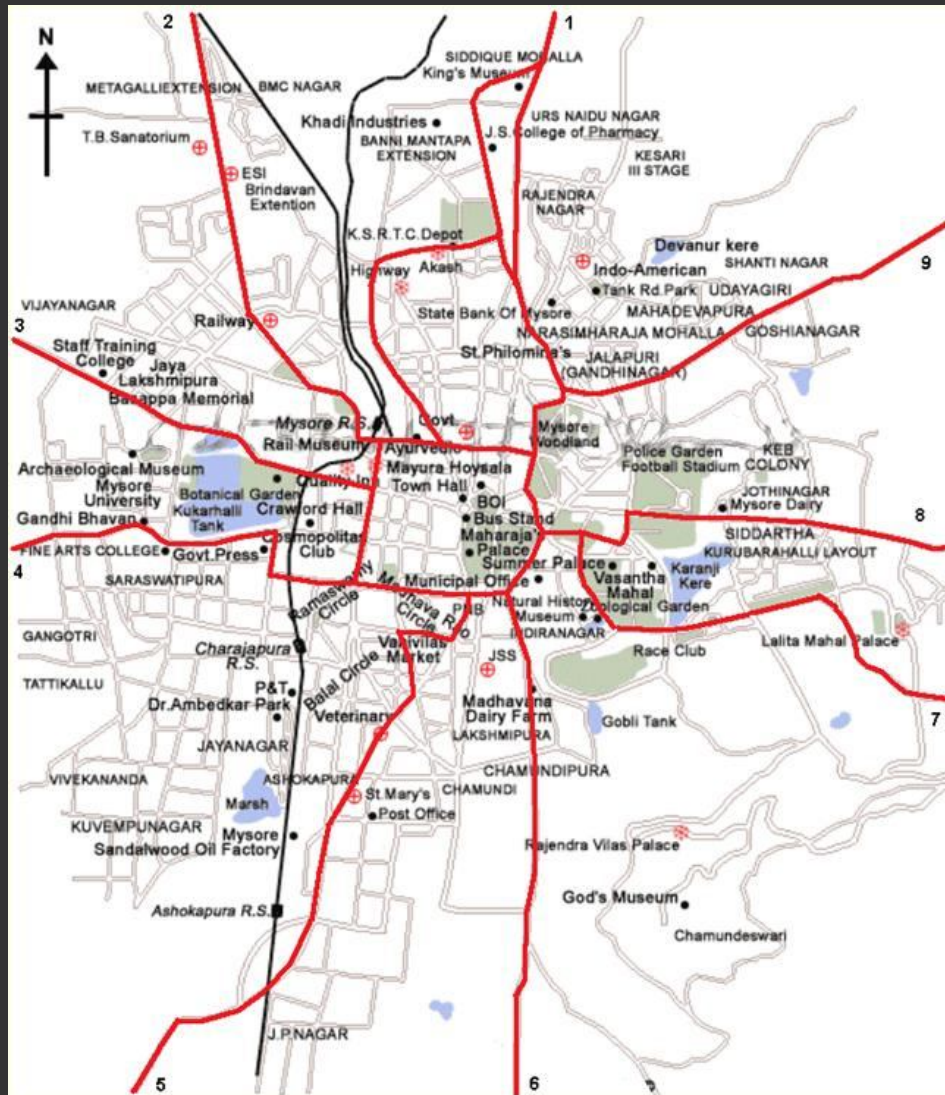 2
1
N
SIDDIQUE MOHALLA
King's Museum
METAGALLIEXTENSION
BMC NAGAR
URS NAIDU NAGAR
Khadi Industries
J.S.College of Pharmacy
T.B.Sanatorium
BANNI MANTAPA
EXTENSION
KESARI
III STAGE
ESI
Brindavan
Extention
RAJENDRA
NAGAR
K.S.R.T.C.Depot
Devanur kere
Akash
Highway
Indo-American
SHANTI NAGAR
9
Tank Rd.Park
UDAYAGIRI
VIJAYANAGAR
State Bank Of Mysore
MAHADEVAPURA
Railway
NARASIMHARAJA MOHALLA
GOSHIANAGAR
3
Staff Training
College
St.Philomina's
JALAPURI
(GANDHINAGAR)
Jaya
Lakshmipura
Bazappa Memorial
Mysore R.S.
Govt.
Ayurvedic
Mysore
Woodland
Rail Museum
Police Garden
Football Stadium
KEB
COLONY
Archaeological Museum
Mysore
University
Quality Inn
Mayura Hoysala
Town Hall
Botanical Garden
Kukarhalli
Tank
BOI
JOTHINAGAR
Mysore Dairy
Gandhi Bhavan
Crawford Hall
Bus Stand
8
Cosmopolitas
Club
Maharaja's
Palace
SIDDARTHA
4
FINE ARTS COLLEGE
Govt.Press
KURUBARAHALLI LAYOUT
Summer Palace
Vasantha
Mahal
Karanji
Kere
SARASWATIPURA
Municipal Office
Ramaswamy
Circle
Madhava Rao
Circle
PNB
Natural History
Museum
Zoological Garden
GANGOTRI
Vanivilas
Market
INDIRANAGAR
Race Club
Lalita Mahal Palace
Charajapura
R.S.
JSS
TATTIKALLU
Balal Circle
P&T
Dr.Ambedkar Park
Madhavana
Dairy Farm
LAKSHMIPURA
7
Veterinary
Gobli Tank
JAYANAGAR
CHAMUNDIPURA
VIVEKANANDA
ASHOKAPURA
CHAMUNDI
Marsh
St.Mary's
Post Office
KUVEMPUNAGAR
Mysore
Sandalwood Oil Factory
Rajendra Vilas Palace
God's Museum
Ashokapura R.S.
Chamundeswari
J.P.NAGAR
5
6